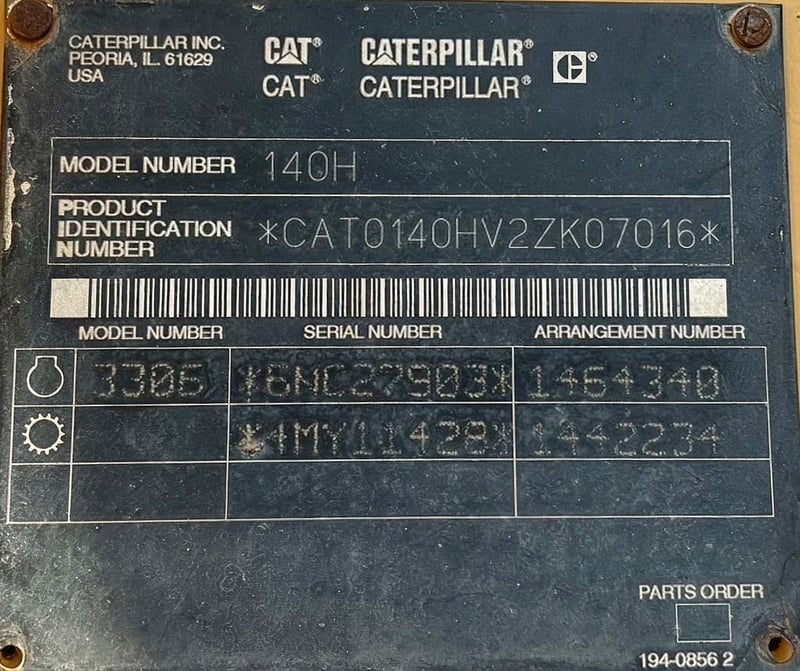 CATERPILLAR INC.
PEORIA, IL. 61629
USA
CAT® CATERPILLAR® C®
CAT® CATERPILLAR®
MODEL NUMBER 140H
PRODUCT
IDENTIFICATION
NUMBER *CAT0140HV2ZK07016*
MODEL NUMBER SERIAL NUMBER ARRANGEMENT NUMBER
3306 *6NC27903* 1464340
*4MY11428* 1442234
PARTS ORDER
194-0856 2